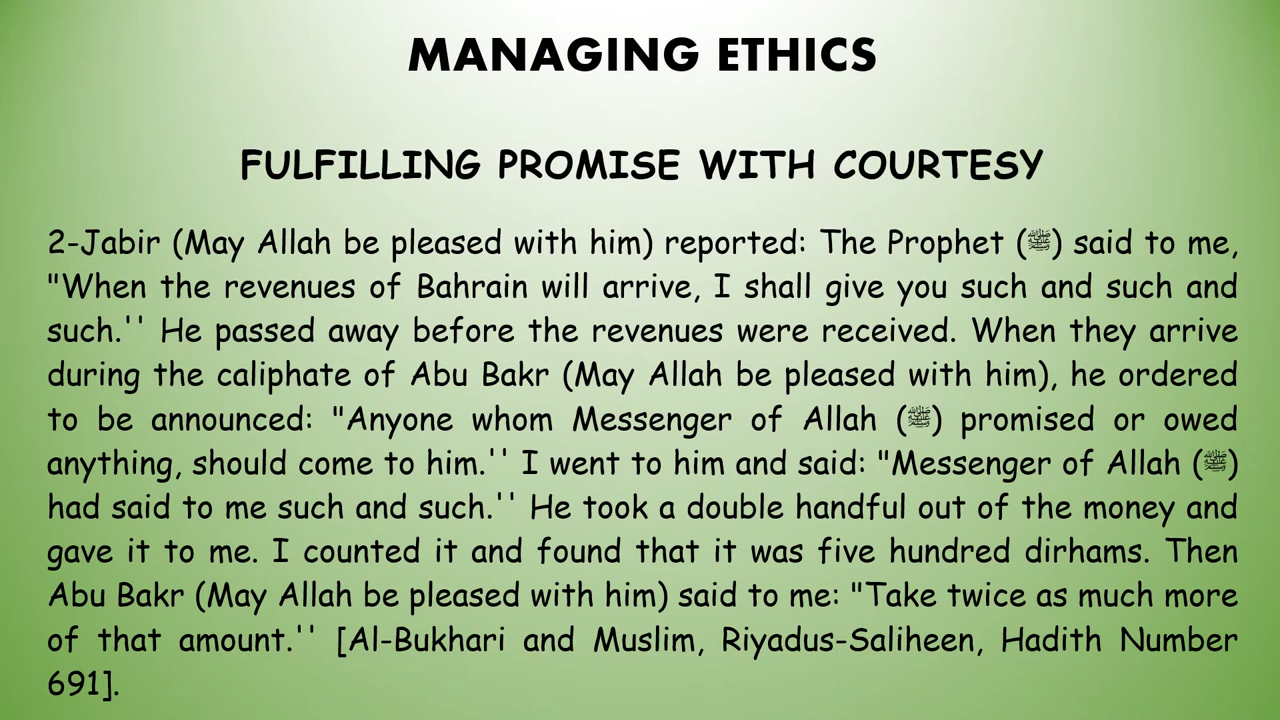 MANAGING ETHICS
FULFILLING PROMISE WITH COURTESY
2-Jabir (May Allah be pleased with him) reported: The Prophet (ﷺ) said to me,
"When the revenues of Bahrain will arrive, I shall give you such and such and
such.'' He passed away before the revenues were received. When they arrive
during the caliphate of Abu Bakr (May Allah be pleased with him), he ordered
to be announced: "Anyone whom Messenger of Allah (ﷺ) promised or owed
anything, should come to him.'' I went to him and said: "Messenger of Allah (ﷺ)
had said to me such and such.'' He took a double handful out of the money and
gave it to me. I counted it and found that it was five hundred dirhams. Then
Abu Bakr (May Allah be pleased with him) said to me: "Take twice as much more
of that amount.'' [Al-Bukhari and Muslim, Riyadus-Saliheen, Hadith Number
691].